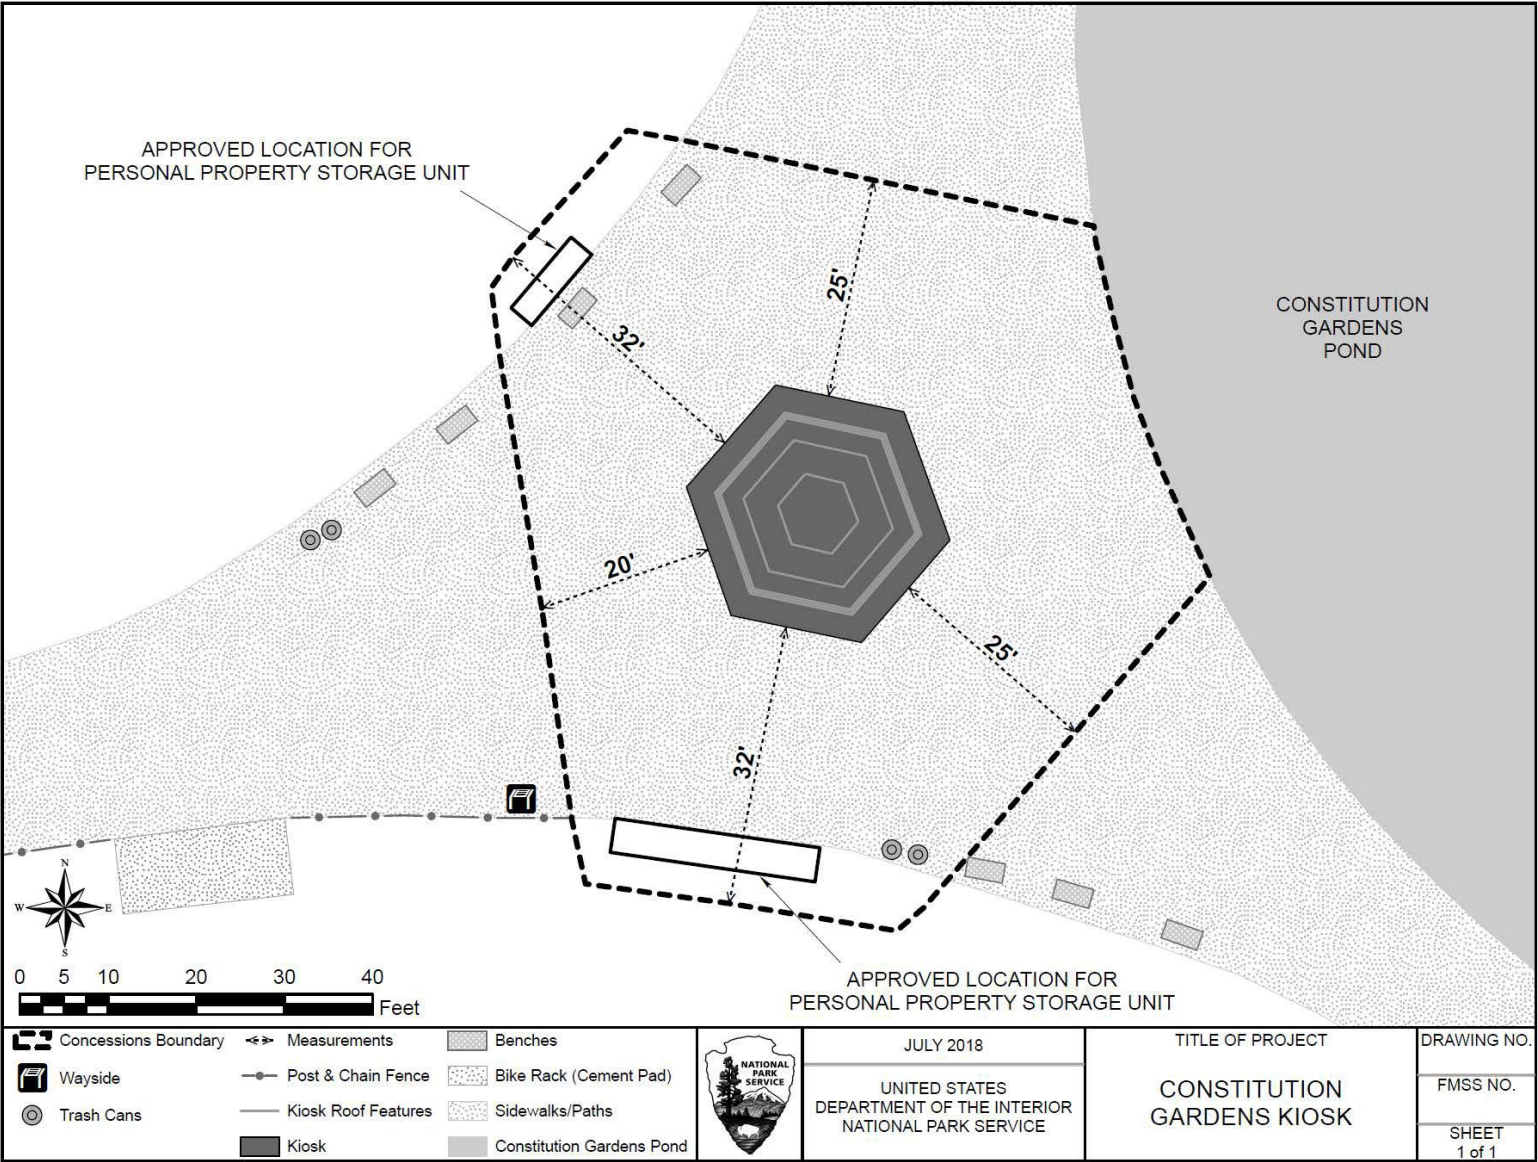 APPROVED LOCATION FOR
PERSONAL PROPERTY STORAGE UNIT
25'
32'
CONSTITUTION
GARDENS
POND
20'
25'
32'
N
W E
S
0 5 10 20 30 40
Feet
APPROVED LOCATION FOR
PERSONAL PROPERTY STORAGE UNIT
Concessions Boundary
Wayside
Trash Cans
Measurements
Post & Chain Fence
Kiosk Roof Features
Kiosk
Benches
Bike Rack (Cement Pad)
Sidewalks/Paths
Constitution Gardens Pond
NATIONAL
PARK
SERVICE
JULY 2018
UNITED STATES
DEPARTMENT OF THE INTERIOR
NATIONAL PARK SERVICE
TITLE OF PROJECT
CONSTITUTION
GARDENS KIOSK
DRAWING NO.
FMSS NO.
SHEET
1 of 1